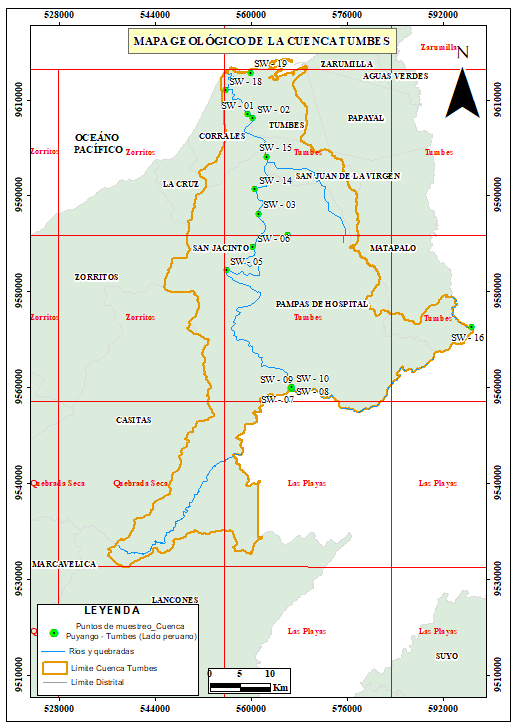 528000 544000 560000 576000 592000
MAPA GEOLÓGICO DE LA CUENCA TUMBES
Zarumilla
N
SW - 19
ZARUMILLA
AGUAS VERDES
SW - 18
SW - 01
SW - 02
PAPAYAL
TUMBES
CORRALES
OCEÁNO
PACÍFICO
Zorritos
Zorritos
SW - 15
Tumbes
Tumbes
SW - 14
SAN JUAN DE LA VIRGEN
LA CRUZ
SW - 03
SW - 06
SAN JACINTO
MATAPALO
SW - 05
ZORRITOS
PAMPAS DE HOSPITAL
Zorritos
Zorritos
Tumbes
Tumbes
SW - 16
SW - 09
SW - 10
SW - 08
SW - 07
CASITAS
Quebrada Seca
Quebrada Seca
Las Playas
Las Playas
MARCAVELICA
LANCONES
LEYENDA
Puntos de muestreo_Cuenca
Puyango - Tumbes (Lado peruano)
Ríos y quebradas
Límite Cuenca Tumbes
Límite Distrital
Las Playas
Las Playas
SUYO
0 5 10
Km
9610000
9590000
9580000
9560000
9540000
9530000
9510000
9610000
9590000
9580000
9560000
9540000
9530000
9510000
528000 544000 560000 576000 592000